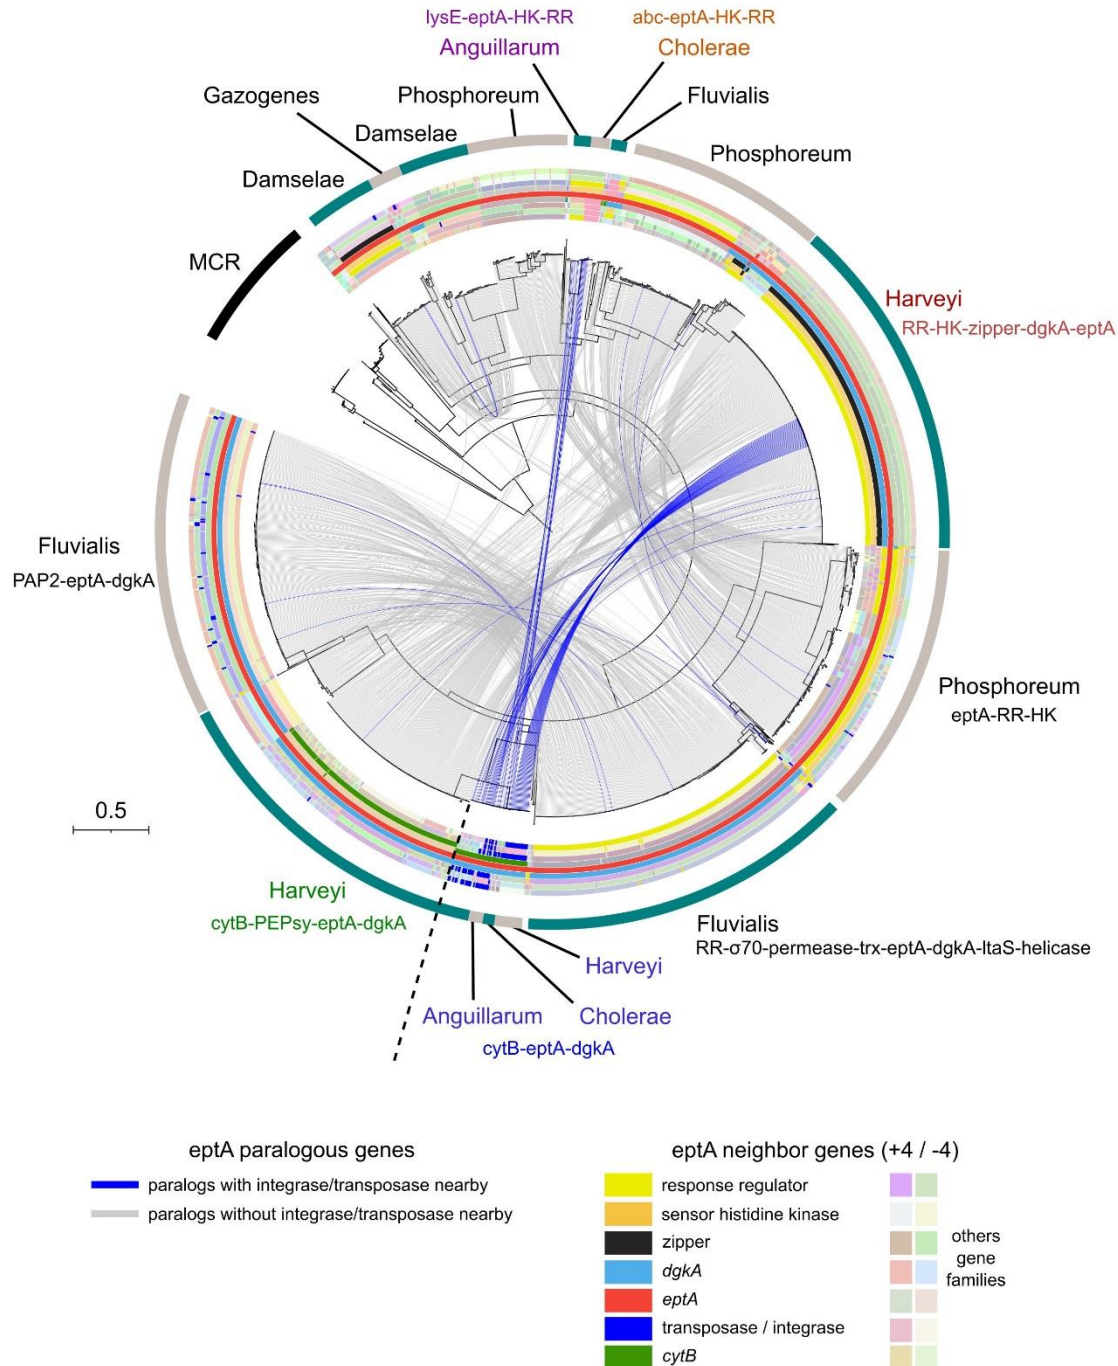 lysE-eptA-HK-RR
abc-eptA-HK-RR
Anguillarum
Cholerae
Gazogenes
Phosphoreum
Fluvialis
Damselae
Phosphoreum
Damselae
MCR
Harveyi
RR-HK-zipper-dgkA-eptA
Fluvialis
PAP2-eptA-dgkA
Phosphoreum
eptA-RR-HK
0.5
Harveyi
cytB-PEPsy-eptA-dgkA
Fluvialis
RR-σ70-permease-trx-eptA-dgkA-ltaS-helicase
Harveyi
Anguillarum
Cholerae
cytB-eptA-dgkA
eptA paralogous genes
paralogs with integrase/transposase nearby
paralogs without integrase/transposase nearby
eptA neighbor genes (+4 / -4)
response regulator
sensor histidine kinase
zipper
dgkA
eptA
transposase / integrase
cytB
others
gene
families